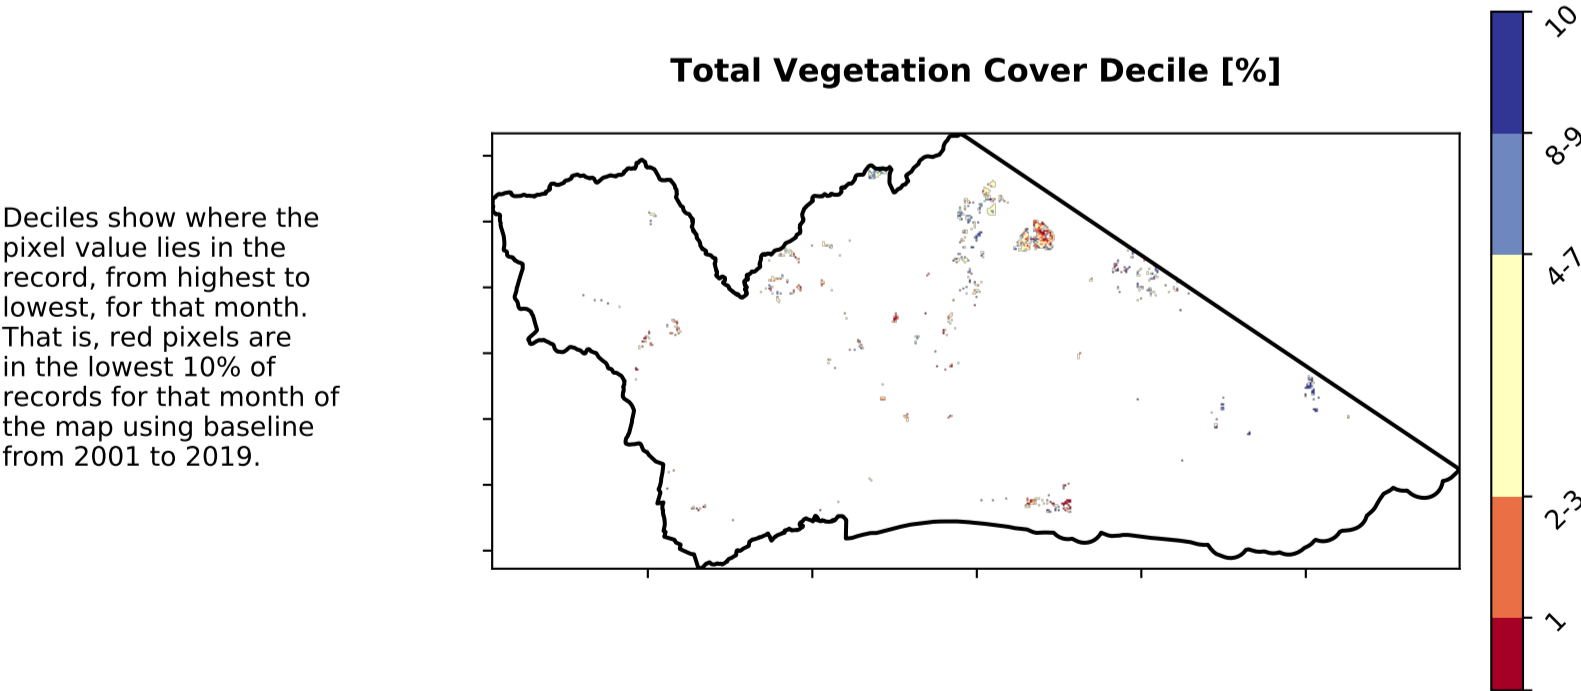 Total Vegetation Cover Decile [%]
Deciles show where the
pixel value lies in the
record, from highest to
lowest, for that month.
That is, red pixels are
in the lowest 10% of
records for that month of
the map using baseline
from 2001 to 2019.
10
8-9
4-7
2-3
1